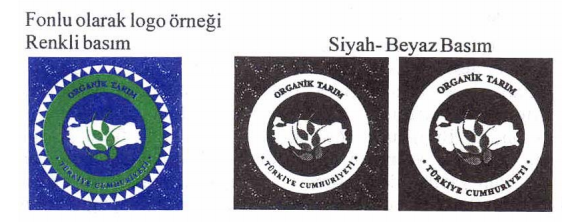 Fonlu olarak logo örneği
Renkli basım
Siyah- Beyaz Basım
ORGANİK TARIM
• TÜRKİYE CUMHURİYETİ •
ORGANİK TARIM
• TÜRKİYE CUMHURİYETİ •
ORGANİK TARIM
• TÜRKİYE CUMHURİYETİ •